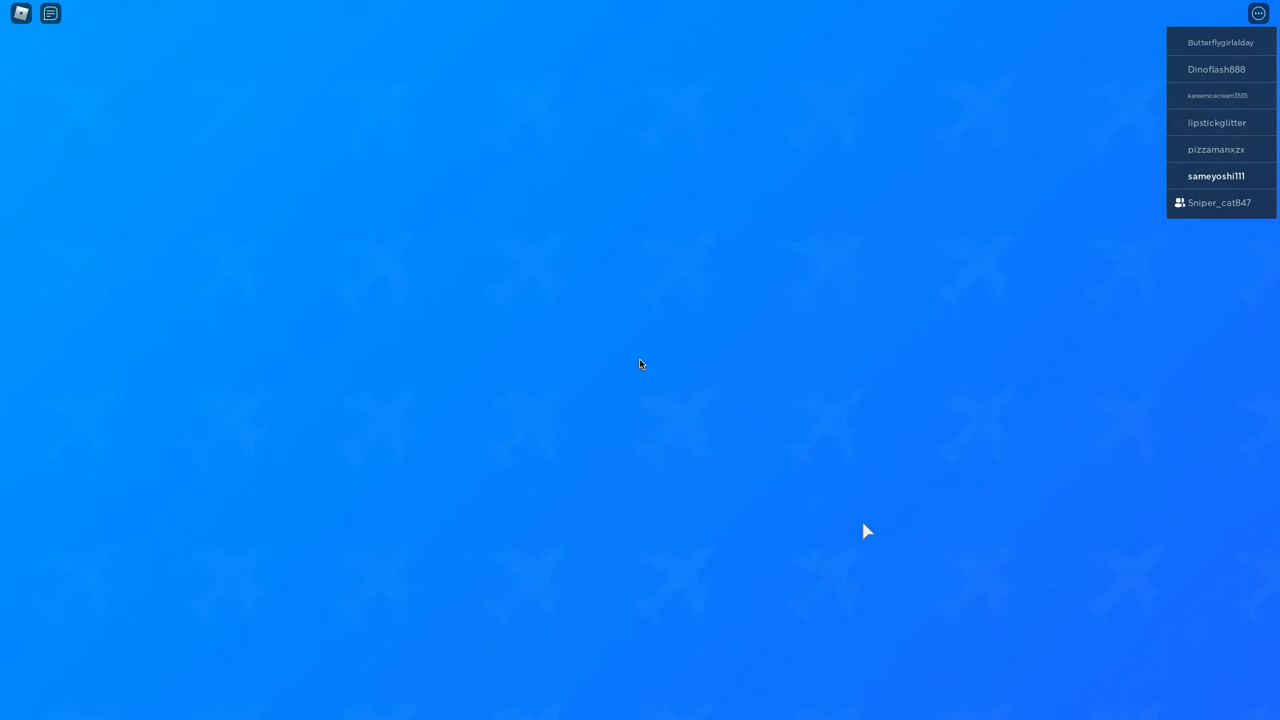 Butterflygirlalday
Dinoflash888
kareemicecream3535
lipstickglitter
pizzamanxzx
sameyoshi111
Sniper_cat847